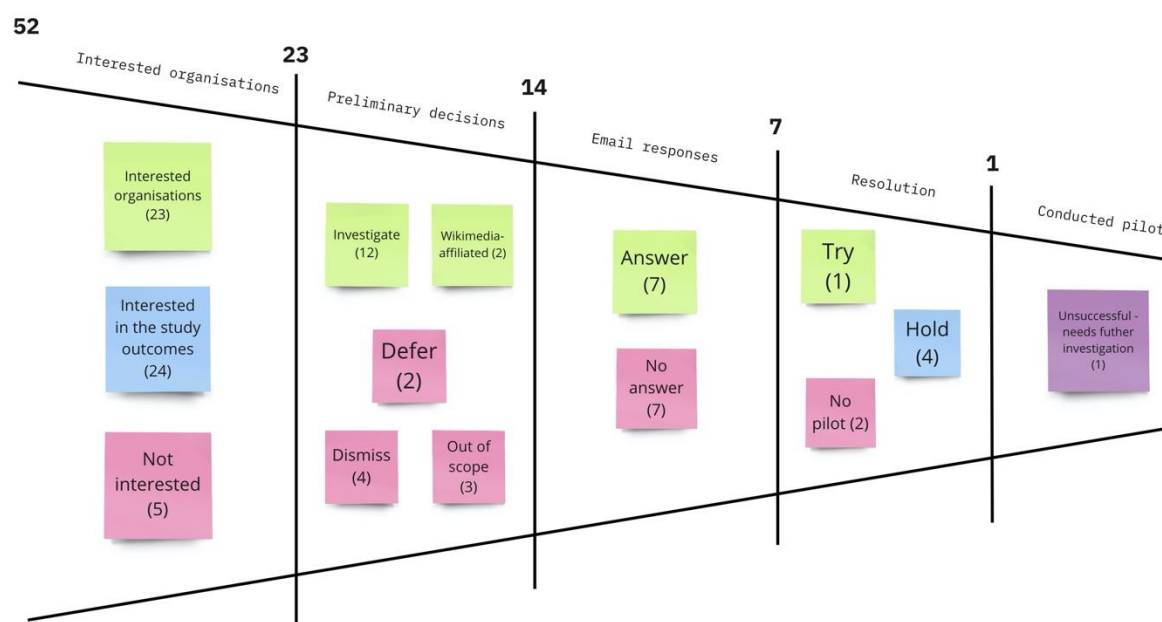 52
Interested organisations
23
Preliminary decisions
14
Email responses
7
Resolution
1
Conducted pilot
Interested
organisations
(23)
Interested
in the study
outcomes
(24)
Not
interested
(5)
Investigate
(12)
Wikimedia-
affiliated (2)
Defer
(2)
Dismiss
(4)
Out of
scope
(3)
Answer
(7)
No
answer
(7)
Try
(1)
Hold
(4)
No
pilot (2)
Unsuccessful -
needs futher
investigation
(1)